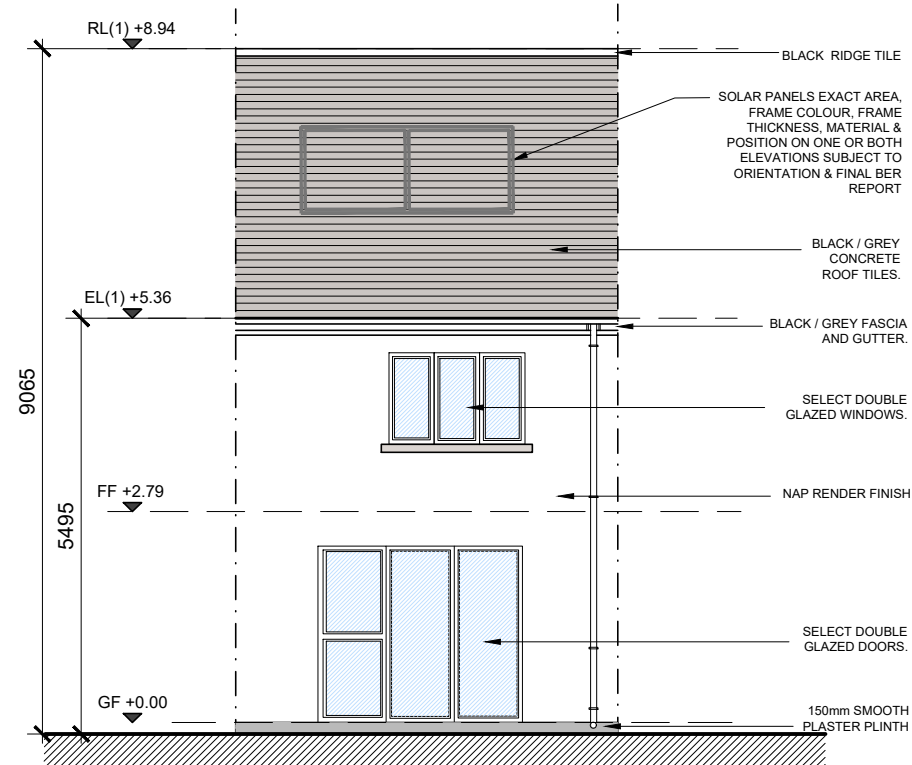 RL(1) +8.94
BLACK RIDGE TILE
SOLAR PANELS EXACT AREA,
FRAME COLOUR, FRAME
THICKNESS, MATERIAL &
POSITION ON ONE OR BOTH
ELEVATIONS SUBJECT TO
ORIENTATION & FINAL BER
REPORT
BLACK / GREY
CONCRETE
ROOF TILES.
EL(1) +5.36
BLACK / GREY FASCIA
AND GUTTER.
9065
SELECT DOUBLE
GLAZED WINDOWS.
FF +2.79
NAP RENDER FINISH
5495
SELECT DOUBLE
GLAZED DOORS.
GF +0.00
150mm SMOOTH
PLASTER PLINTH